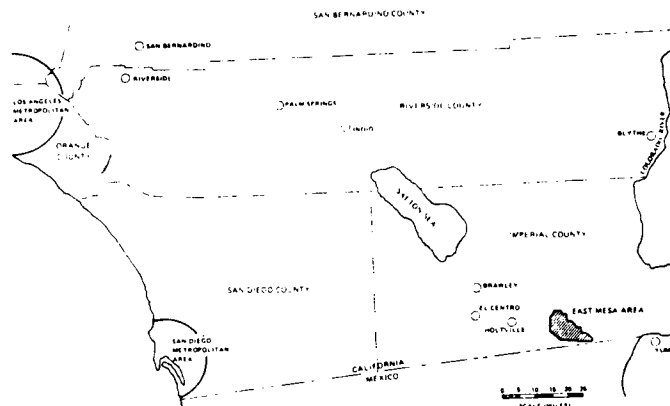 SAN BERNARDINO COUNTY
SAN BERNARDINO
RIVERSIDE
LOS ANGELES
METROPOLITAN
AREA
PALM SPRINGS
RIVERSIDE COUNTY
INDIO
BLYTHE
COLORADO RIVER
ORANGE
COUNTY
SALTON SEA
IMPERIAL COUNTY
SAN DIEGO COUNTY
BRAWLEY
EL CENTRO
HOLTVILLE
EAST MESA AREA
SAN DIEGO
METROPOLITAN
AREA
CALIFORNIA
MEXICO
0 5 10 15 20 25
SCALE (MILES)